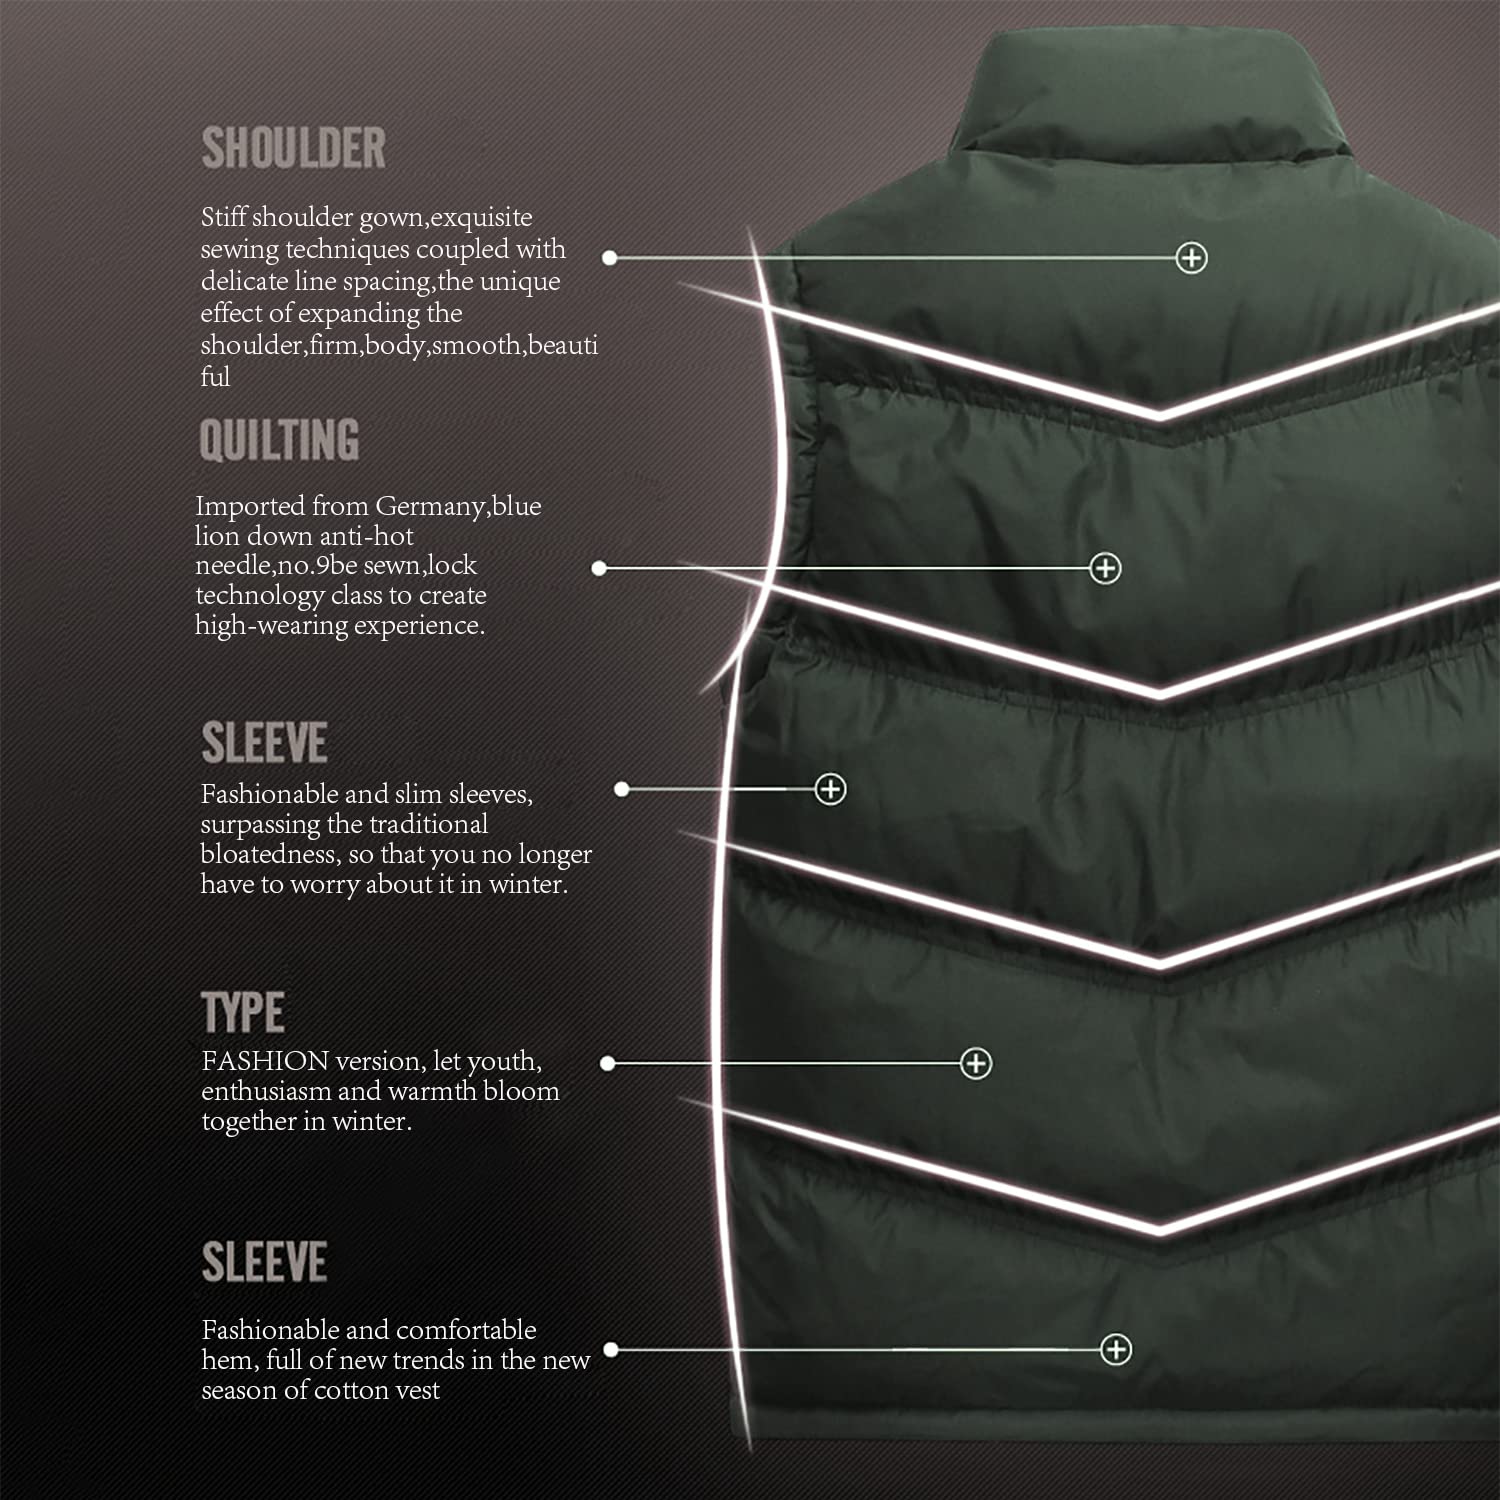 SHOULDER
Stiff shoulder gown,exquisite
sewing techniques coupled with
delicate line spacing,the unique
effect of expanding the
shoulder,firm,body,smooth,beauti
ful
QUILTING
Imported from Germany,blue
lion down anti-hot
needle,no.9be sewn,lock
technology class to create
high-wearing experience.
SLEEVE
Fashionable and slim sleeves,
surpassing the traditional
bloatedness, so that you no longer
have to worry about it in winter.
TYPE
FASHION version, let youth,
enthusiasm and warmth bloom
together in winter.
SLEEVE
Fashionable and comfortable
hem, full of new trends in the new
season of cotton vest